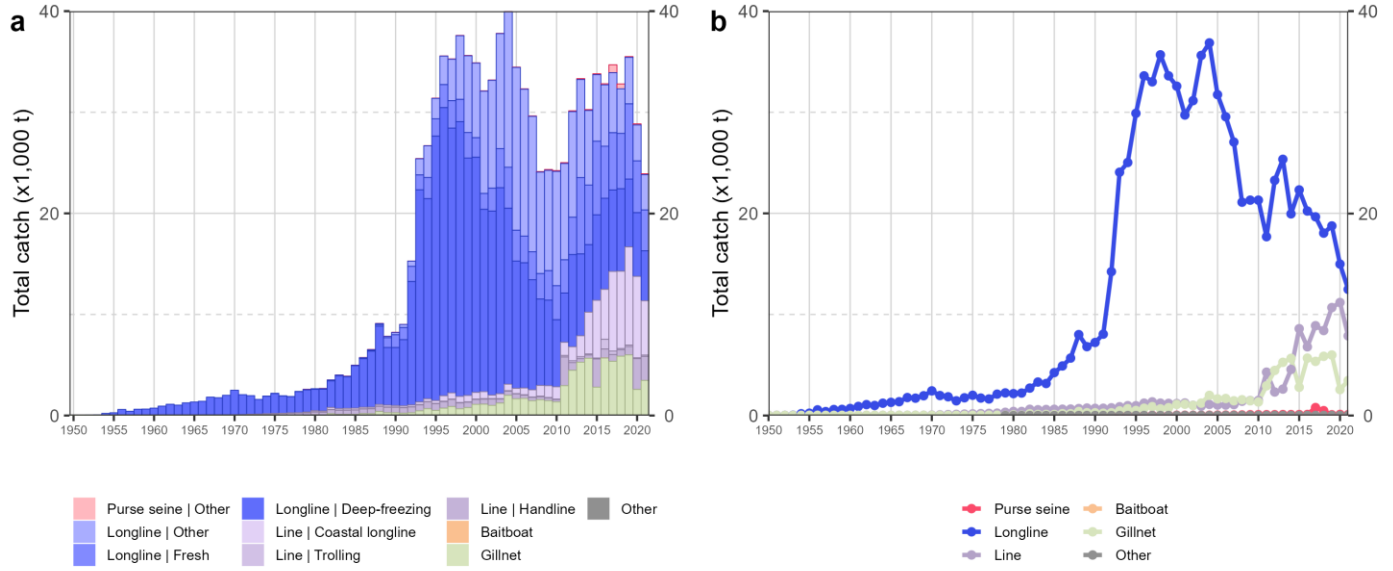 a
Total catch (x1,000 t)
40
20
0
40
20
0
1950 1955 1960 1965 1970 1975 1980 1985 1990 1995 2000 2005 2010 2015 2020
Purse seine | Other
Longline | Deep-freezing
Line | Handline
Other
Longline | Other
Line | Coastal longline
Baitboat
Longline | Fresh
Line | Trolling
Gillnet
b
Total catch (x1,000 t)
40
20
0
40
20
0
1950 1955 1960 1965 1970 1975 1980 1985 1990 1995 2000 2005 2010 2015 2020
Purse seine
Baitboat
Longline
Gillnet
Line
Other